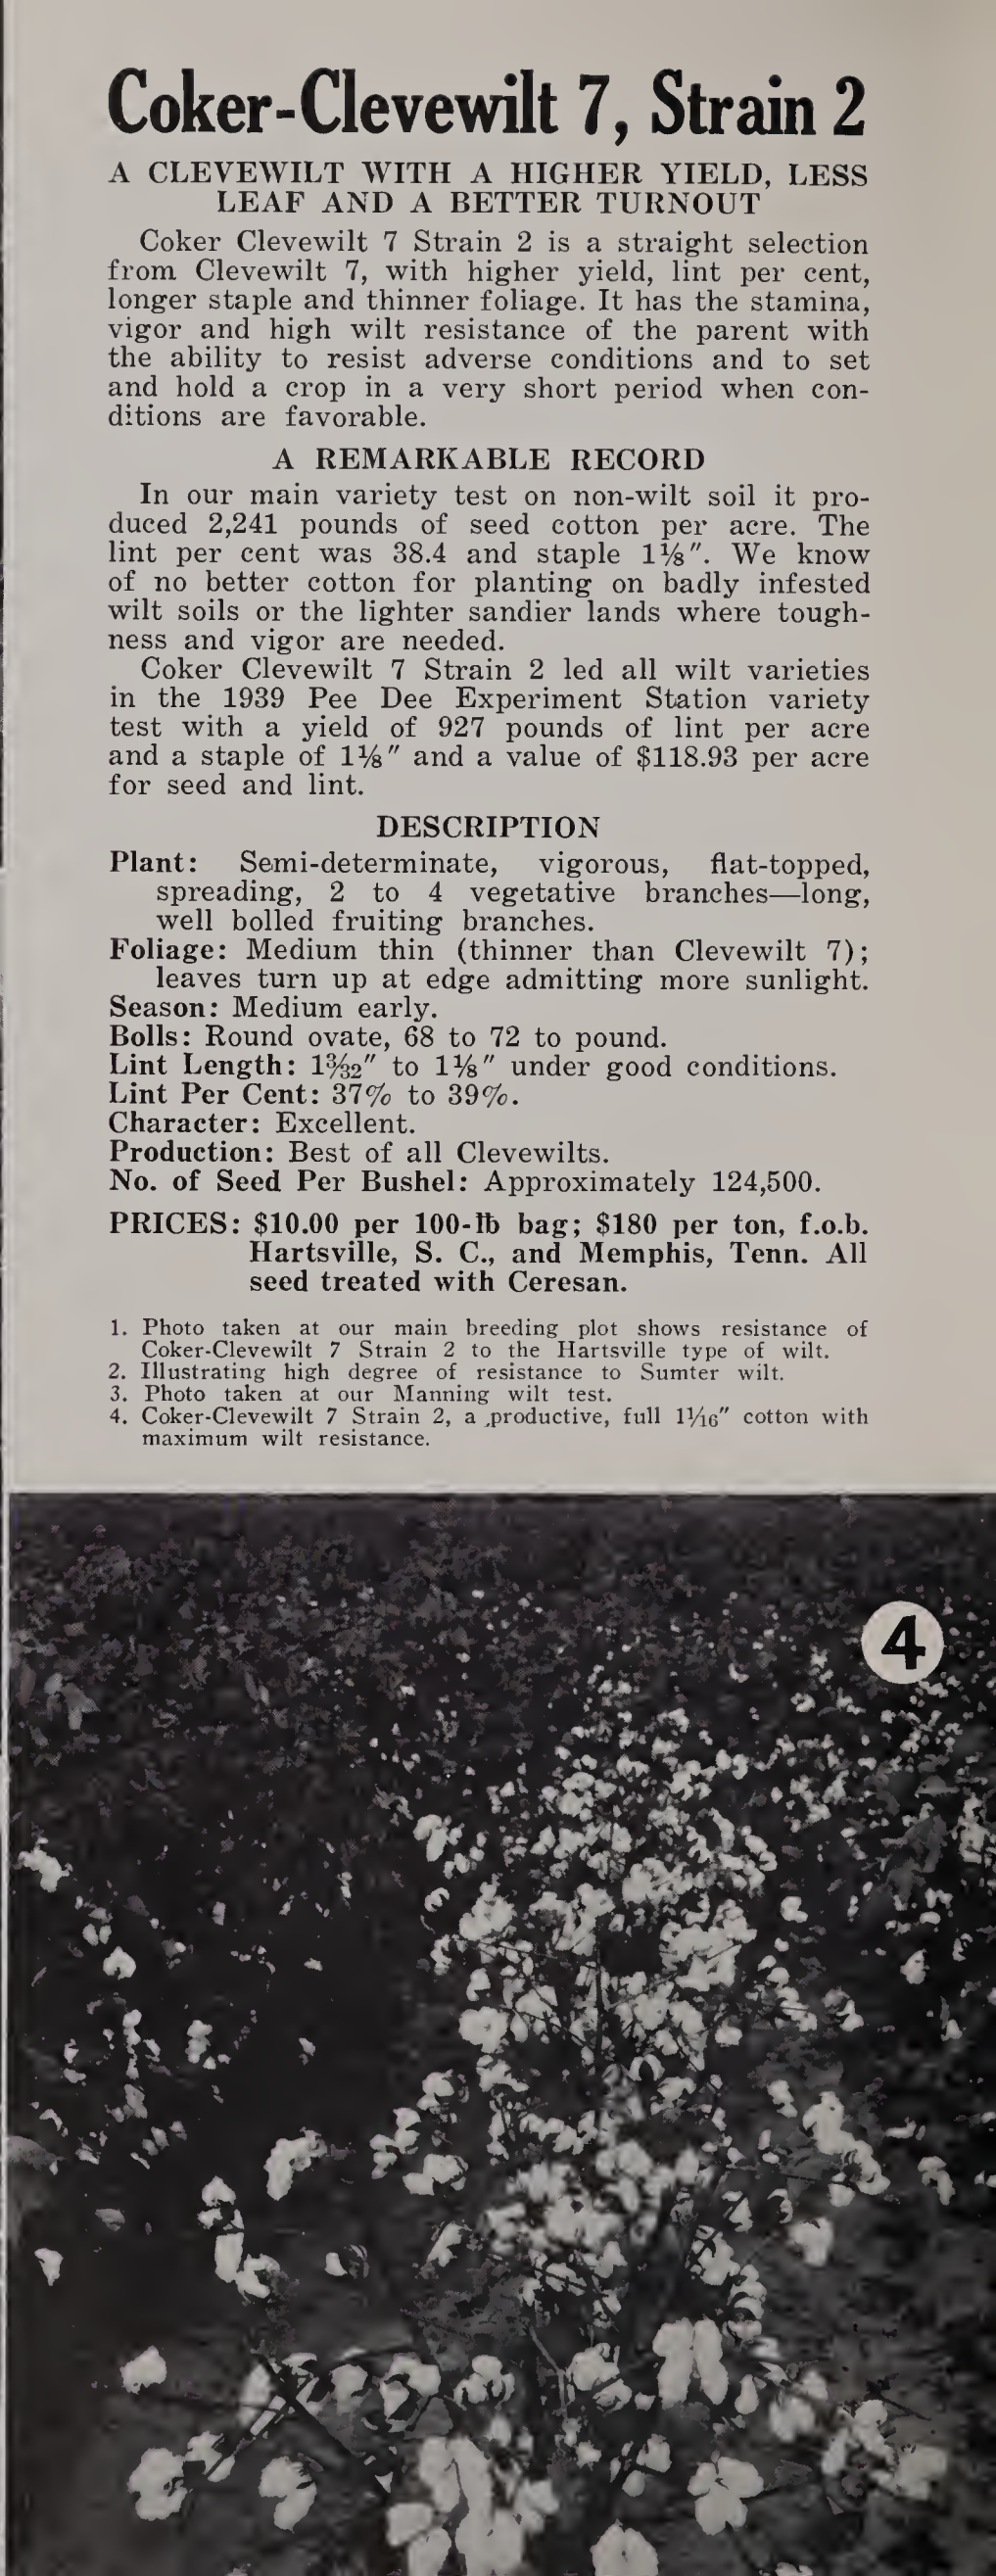 Coker-Clevewilt 7, Strain 2
A CLEVEWILT WITH A HIGHER YIELD, LESS
LEAF AND A BETTER TURNOUT
Coker Clevewilt 7 Strain 2 is a straight selection
from Clevewilt 7, with higher yield, lint per cent,
longer staple and thinner foliage. It has the stamina,
vigor and high wilt resistance of the parent with
the ability to resist adverse conditions and to set
and hold a crop in a very short period when con-
ditions are favorable.
A REMARKABLE RECORD
In our main variety test on non-wilt soil it pro-
duced 2,241 pounds of seed cotton per acre. The
lint per cent was 38.4 and staple 1⅛″. We know
of no better cotton for planting on badly infested
wilt soils or the lighter sandier lands where tough-
ness and vigor are needed.
Coker Clevewilt 7 Strain 2 led all wilt varieties
in the 1939 Pee Dee Experiment Station variety
test with a yield of 927 pounds of lint per acre
and a staple of 1⅛″ and a value of $118.93 per acre
for seed and lint.
DESCRIPTION
Plant: Semi-determinate, vigorous, flat-topped,
spreading, 2 to 4 vegetative branches—long,
well bolled fruiting branches.
Foliage: Medium thin (thinner than Clevewilt 7);
leaves turn up at edge admitting more sunlight.
Season: Medium early.
Bolls: Round ovate, 68 to 72 to pound.
Lint Length: 1³⁄₃₂″ to 1⅛″ under good conditions.
Lint Per Cent: 37% to 39%.
Character: Excellent.
Production: Best of all Clevewilts.
No. of Seed Per Bushel: Approximately 124,500.
PRICES: $10.00 per 100-℔ bag; $180 per ton, f.o.b.
Hartsville, S. C., and Memphis, Tenn. All
seed treated with Ceresan.
1. Photo taken at our main breeding plot shows resistance of
Coker-Clevewilt 7 Strain 2 to the Hartsville type of wilt.
2. Illustrating high degree of resistance to Sumter wilt.
3. Photo taken at our Manning wilt test.
4. Coker-Clevewilt 7 Strain 2, a productive, full 1¹⁄₁₆″ cotton with
maximum wilt resistance.
4